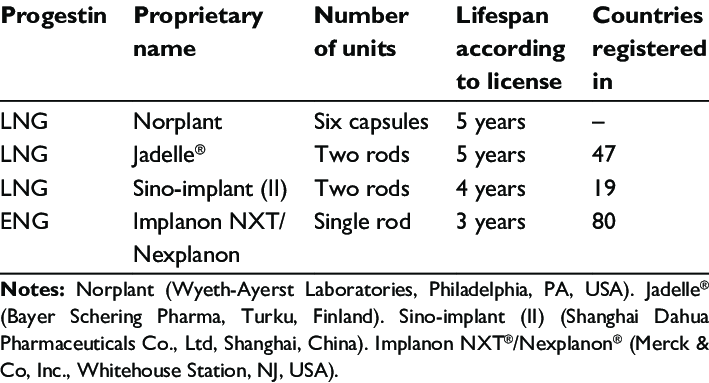 Progestin Proprietary name Number of units Lifespan according to license Countries registered in
LNG Norplant Six capsules 5 years –
LNG Jadelle® Two rods 5 years 47
LNG Sino-implant (II) Two rods 4 years 19
ENG Implanon NXT/ Single rod 3 years 80
Nexplanon
Notes: Norplant (Wyeth-Ayerst Laboratories, Philadelphia, PA, USA). Jadelle®
(Bayer Schering Pharma, Turku, Finland). Sino-implant (II) (Shanghai Dahua
Pharmaceuticals Co., Ltd, Shanghai, China). Implanon NXT®/Nexplanon® (Merck &
Co, Inc., Whitehouse Station, NJ, USA).